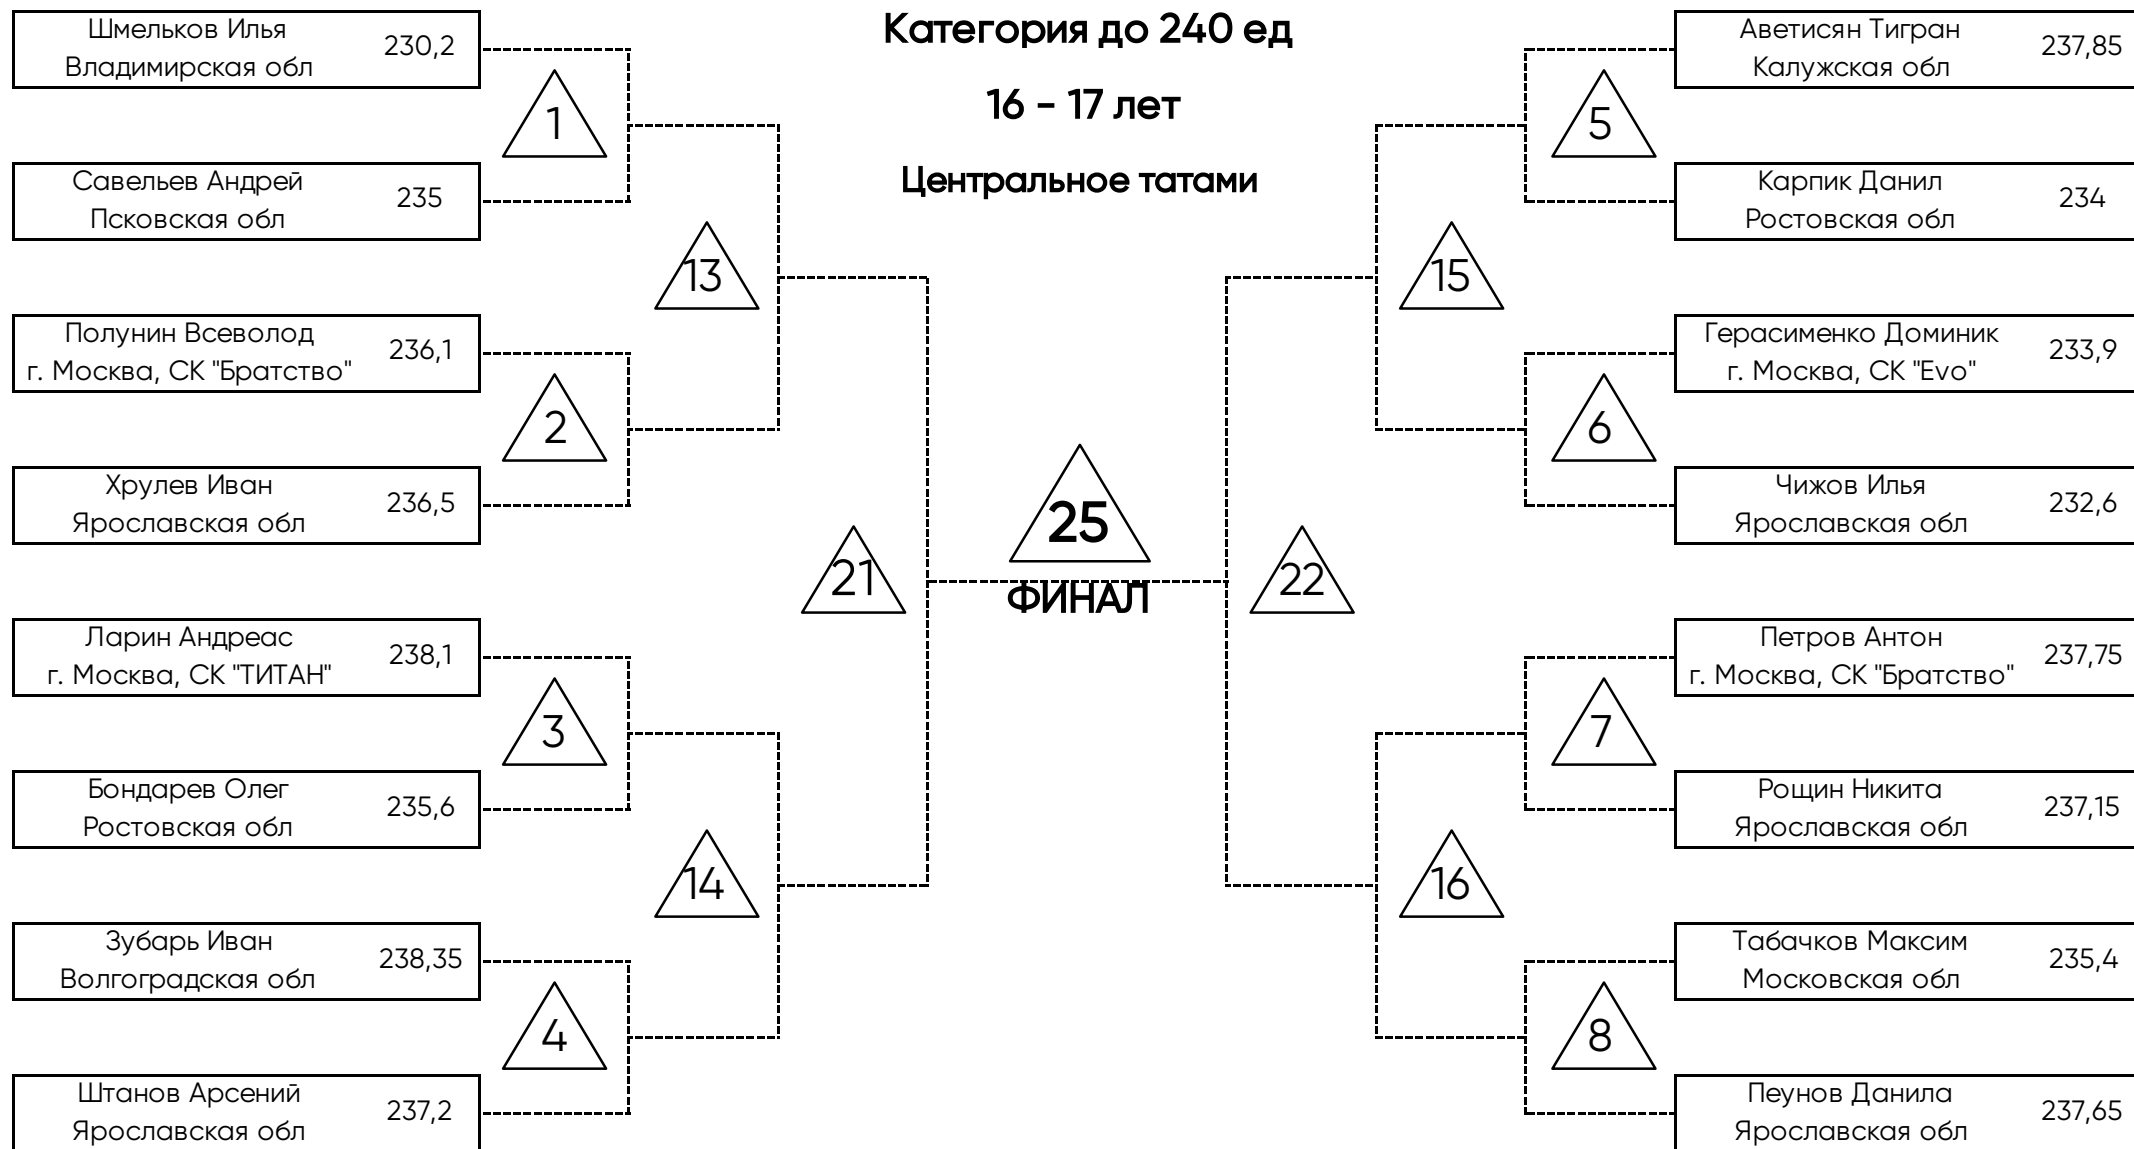 Категория до 240 ед
16 - 17 лет
Центральное татами
Шмельков Илья
Владимирская обл
230,2
1
Савельев Андрей
Псковская обл
235
13
Полунин Всеволод
г. Москва, СК "Братство"
236,1
2
Хрулев Иван
Ярославская обл
236,5
21
Ларин Андреас
г. Москва, СК "ТИТАН"
238,1
3
Бондарев Олег
Ростовская обл
235,6
14
Зубарь Иван
Волгоградская обл
238,35
4
Штанов Арсений
Ярославская обл
237,2
25
ФИНАЛ
Аветисян Тигран
Калужская обл
237,85
5
Карпик Данил
Ростовская обл
234
15
Герасименко Доминик
г. Москва, СК "Evo"
233,9
6
Чижов Илья
Ярославская обл
232,6
22
Петров Антон
г. Москва, СК "Братство"
237,75
7
Рощин Никита
Ярославская обл
237,15
16
Табачков Максим
Московская обл
235,4
8
Пеунов Данила
Ярославская обл
237,65